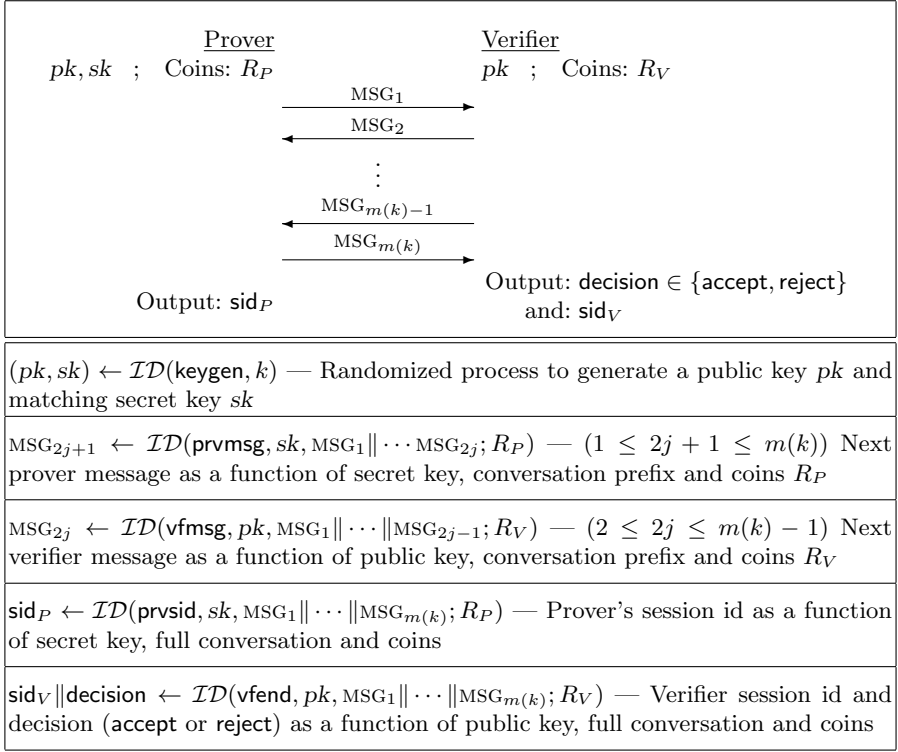 Prover Verifier
pk, sk ; Coins: R_P pk ; Coins: R_V
MSG_1
MSG_2
⋮
MSG_{m(k)−1}
MSG_{m(k)}
Output: decision ∈ {accept, reject}
Output: sid_P and: sid_V
(pk, sk) ← ID(keygen, k) — Randomized process to generate a public key pk and
matching secret key sk
MSG_{2j+1} ← ID(prvmsg, sk, MSG_1‖ ··· MSG_{2j}; R_P) — (1 ≤ 2j + 1 ≤ m(k)) Next
prover message as a function of secret key, conversation prefix and coins R_P
MSG_{2j} ← ID(vfmsg, pk, MSG_1‖ ··· ‖MSG_{2j−1}; R_V) — (2 ≤ 2j ≤ m(k) − 1) Next
verifier message as a function of public key, conversation prefix and coins R_V
sid_P ← ID(prvsid, sk, MSG_1‖ ··· ‖MSG_{m(k)}; R_P) — Prover's session id as a function
of secret key, full conversation and coins
sid_V‖decision ← ID(vfend, pk, MSG_1‖ ··· ‖MSG_{m(k)}; R_V) — Verifier session id and
decision (accept or reject) as a function of public key, full conversation and coins